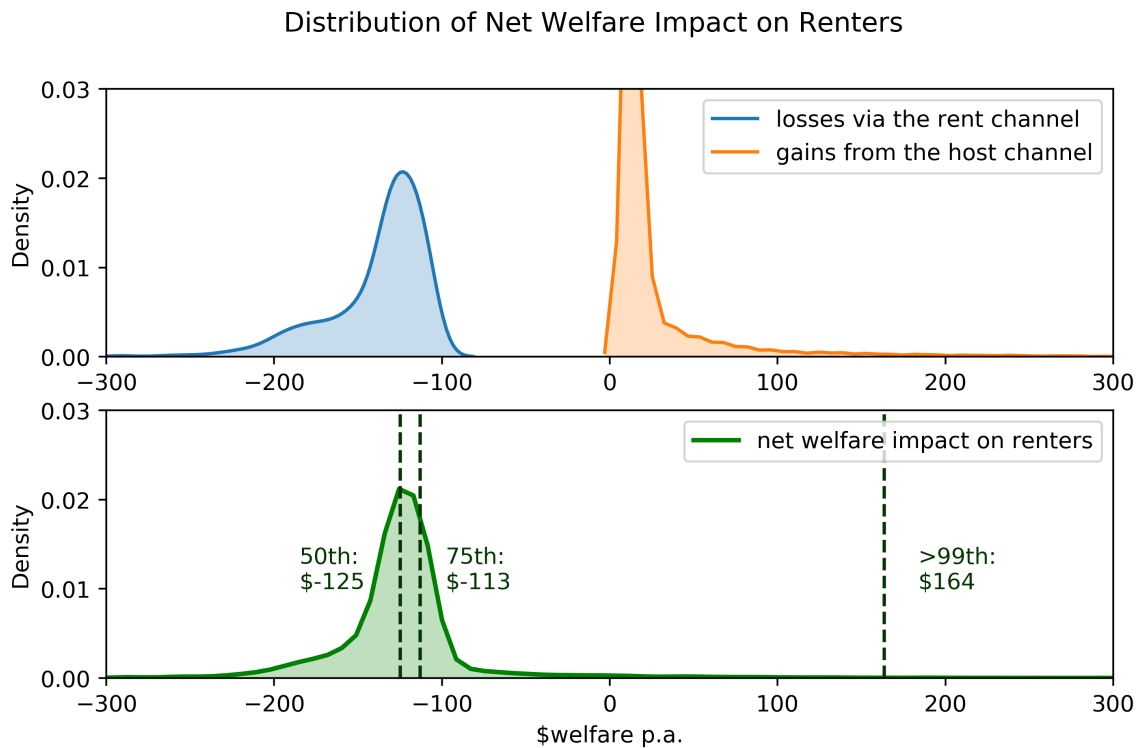 Distribution of Net Welfare Impact on Renters
0.03
0.02
0.01
0.00
Density
losses via the rent channel
gains from the host channel
−300
−200
−100
0
100
200
300
0.03
0.02
0.01
0.00
Density
net welfare impact on renters
50th:
$-125
75th:
$-113
>99th:
$164
−300
−200
−100
0
100
200
300
$welfare p.a.